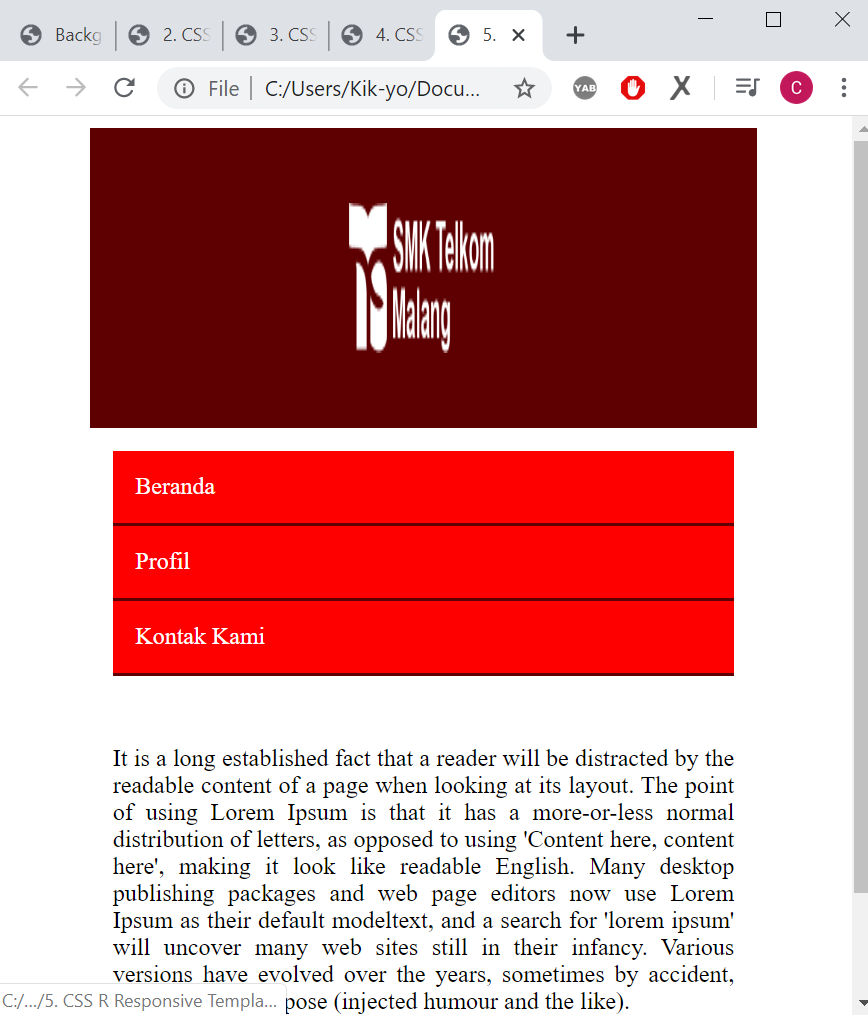 Backg
2. CSS
3. CSS
4. CSS
5.
File
C:/Users/Kik-yo/Docu...
YAB
X
C
SMK Telkom
Malang
Beranda
Profil
Kontak Kami
It is a long established fact that a reader will be distracted by the
readable content of a page when looking at its layout. The point
of using Lorem Ipsum is that it has a more-or-less normal
distribution of letters, as opposed to using 'Content here, content
here', making it look like readable English. Many desktop
publishing packages and web page editors now use Lorem
Ipsum as their default modeltext, and a search for 'lorem ipsum'
will uncover many web sites still in their infancy. Various
versions have evolved over the years, sometimes by accident,
pose (injected humour and the like).
C:/.../5. CSS R Responsive Templa...